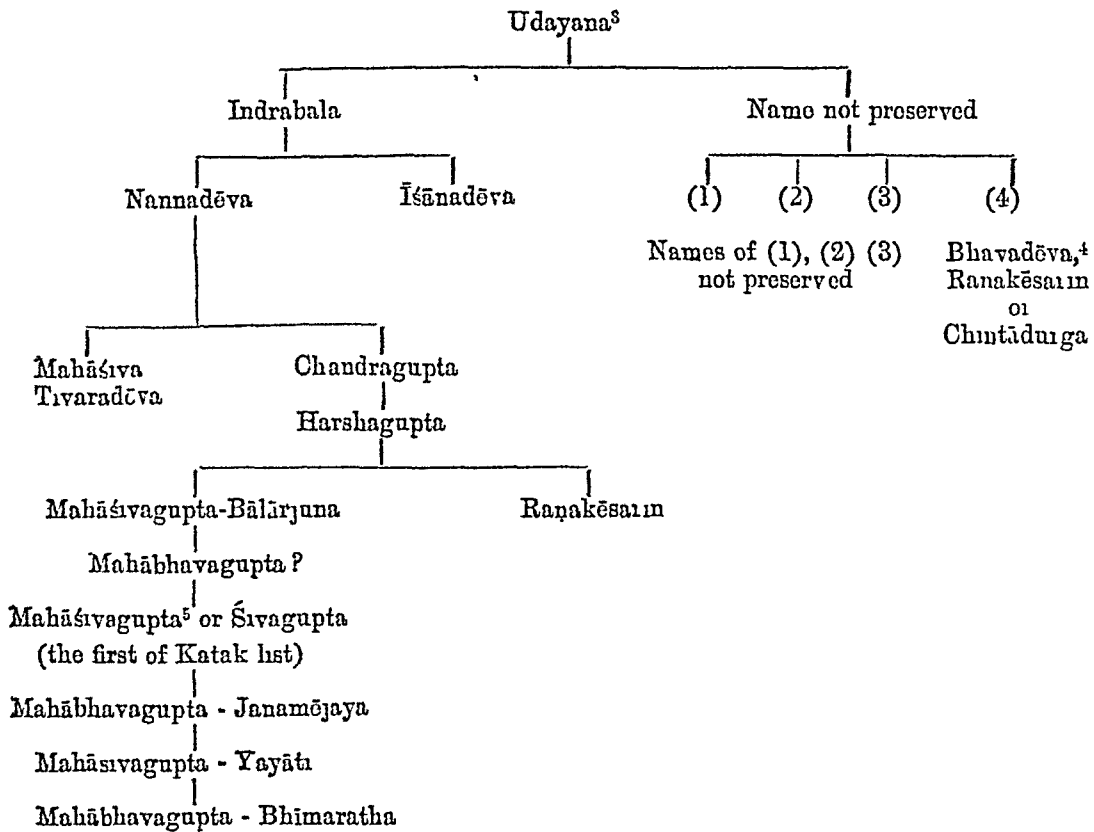 Udayana³
Indrabala Name not preserved
Nannadēva Īśānadēva (1) (2) (3) (4)
Names of (1), (2) (3) Bhavadēva,⁴
not preserved Ranakēsarin
or
Chintādurga
Mahāśiva Chandragupta
Tivaradēva
Harshagupta
Mahāśivagupta-Bālārjuna Raṇakēsarin
Mahābhavagupta ?
Mahāśivagupta⁵ or Śivagupta
(the first of Katak list)
Mahābhavagupta - Janamējaya
Mahāsivagupta - Yayāti
Mahābhavagupta - Bhīmaratha